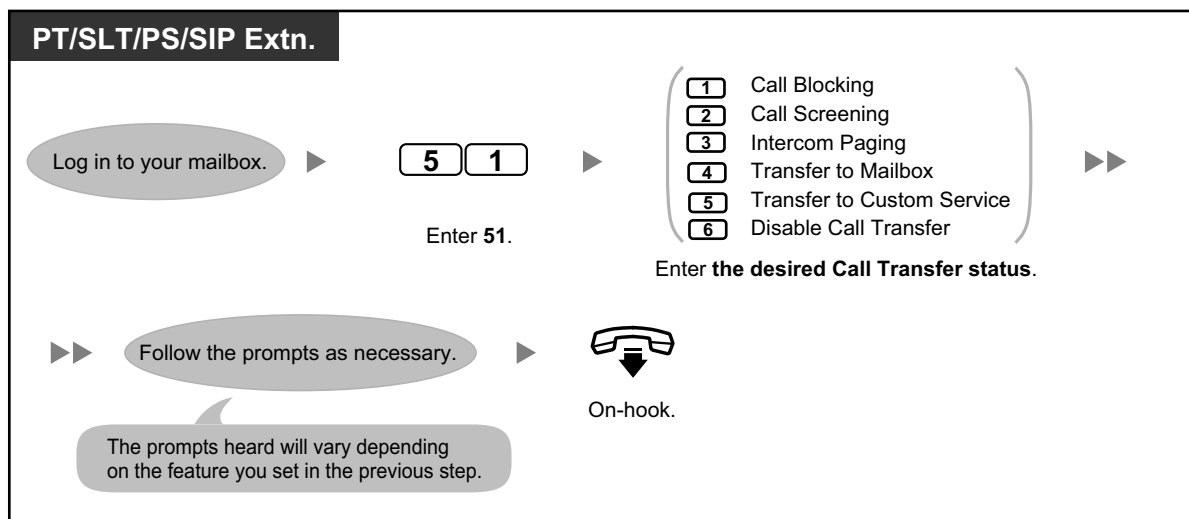 PT/SLT/PS/SIP Extn.
Log in to your mailbox.
5 1
Enter 51.
1 Call Blocking
2 Call Screening
3 Intercom Paging
4 Transfer to Mailbox
5 Transfer to Custom Service
6 Disable Call Transfer
Enter the desired Call Transfer status.
Follow the prompts as necessary.
The prompts heard will vary depending
on the feature you set in the previous step.
On-hook.